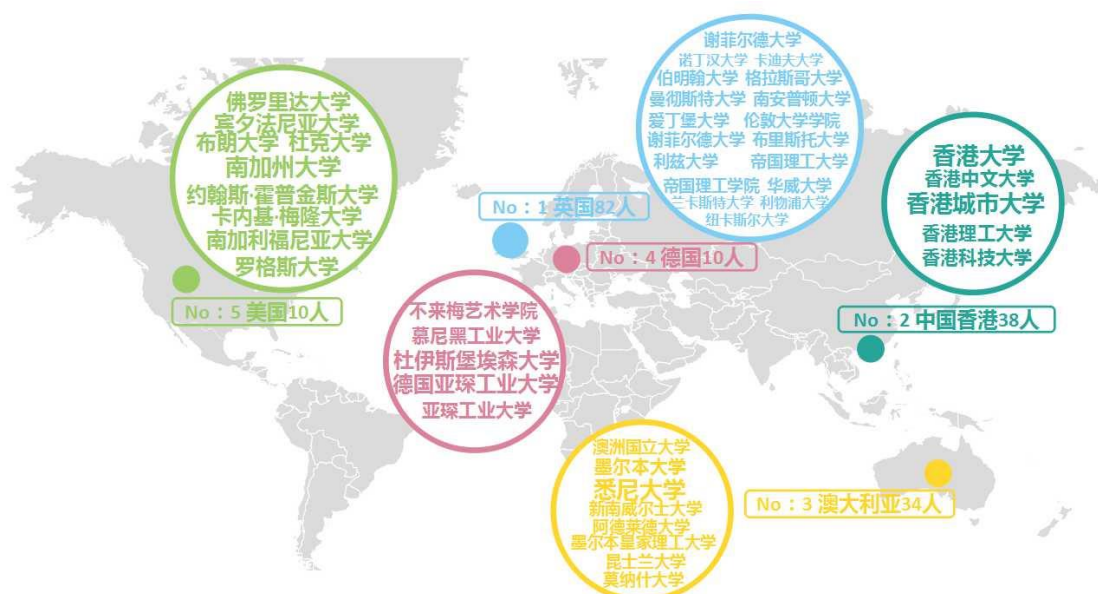 佛罗里达大学
宾夕法尼亚大学
布朗大学 杜克大学
南加州大学
约翰斯·霍普金斯大学
卡内基·梅隆大学
南加利福尼亚大学
罗格斯大学
No：5 美国10人
谢菲尔德大学
诺丁汉大学 卡迪夫大学
伯明翰大学 格拉斯哥大学
曼彻斯特大学 南安普顿大学
爱丁堡大学 伦敦大学学院
谢菲尔德大学 布里斯托大学
利兹大学 帝国理工大学
帝国理工学院 华威大学
兰卡斯特大学 利物浦大学
纽卡斯尔大学
No：1 英国82人
No：4 德国10人
不来梅艺术学院
慕尼黑工业大学
杜伊斯堡埃森大学
德国亚琛工业大学
亚琛工业大学
香港大学
香港中文大学
香港城市大学
香港理工大学
香港科技大学
No：2 中国香港38人
澳洲国立大学
墨尔本大学
悉尼大学
新南威尔士大学
阿德莱德大学
墨尔本皇家理工大学
昆士兰大学
莫纳什大学
No：3 澳大利亚34人